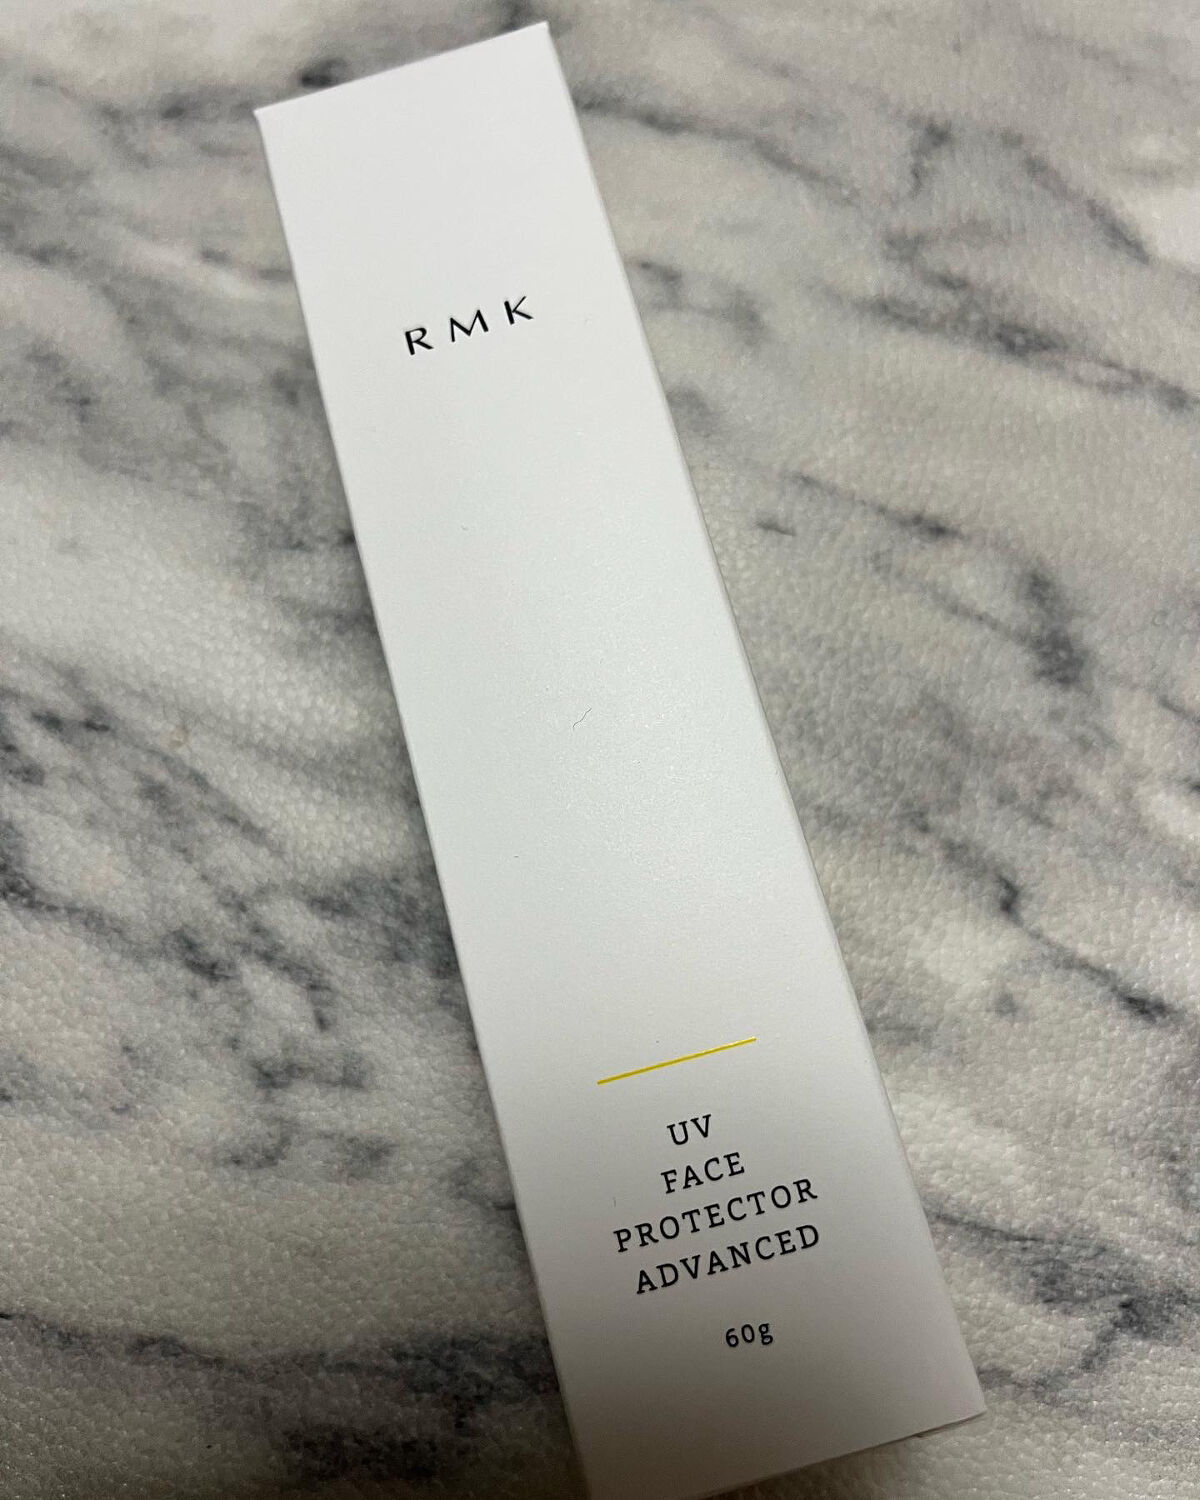 RMK
UV
FACE
PROTECTOR
ADVANCED
60g